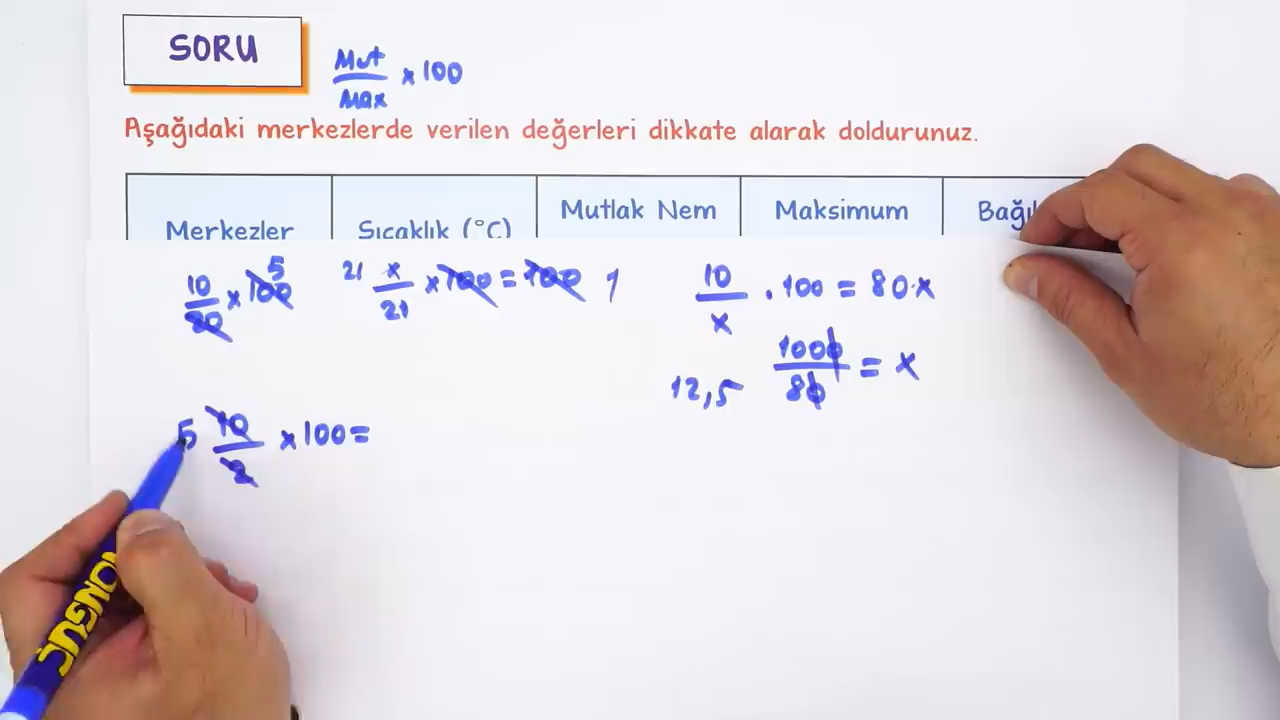 SORU
Mut
Max
× 100
Aşağıdaki merkezlerde verilen değerleri dikkate alarak doldurunuz.
Merkezler
Sıcaklık (°C)
Mutlak Nem
Maksimum
10
80
× 100
5
21
x
21
× 100 = 100
1
10
x
. 100 = 80.x
1000
80
= x
12,5
5
10
2
× 100 =
TONGUÇ